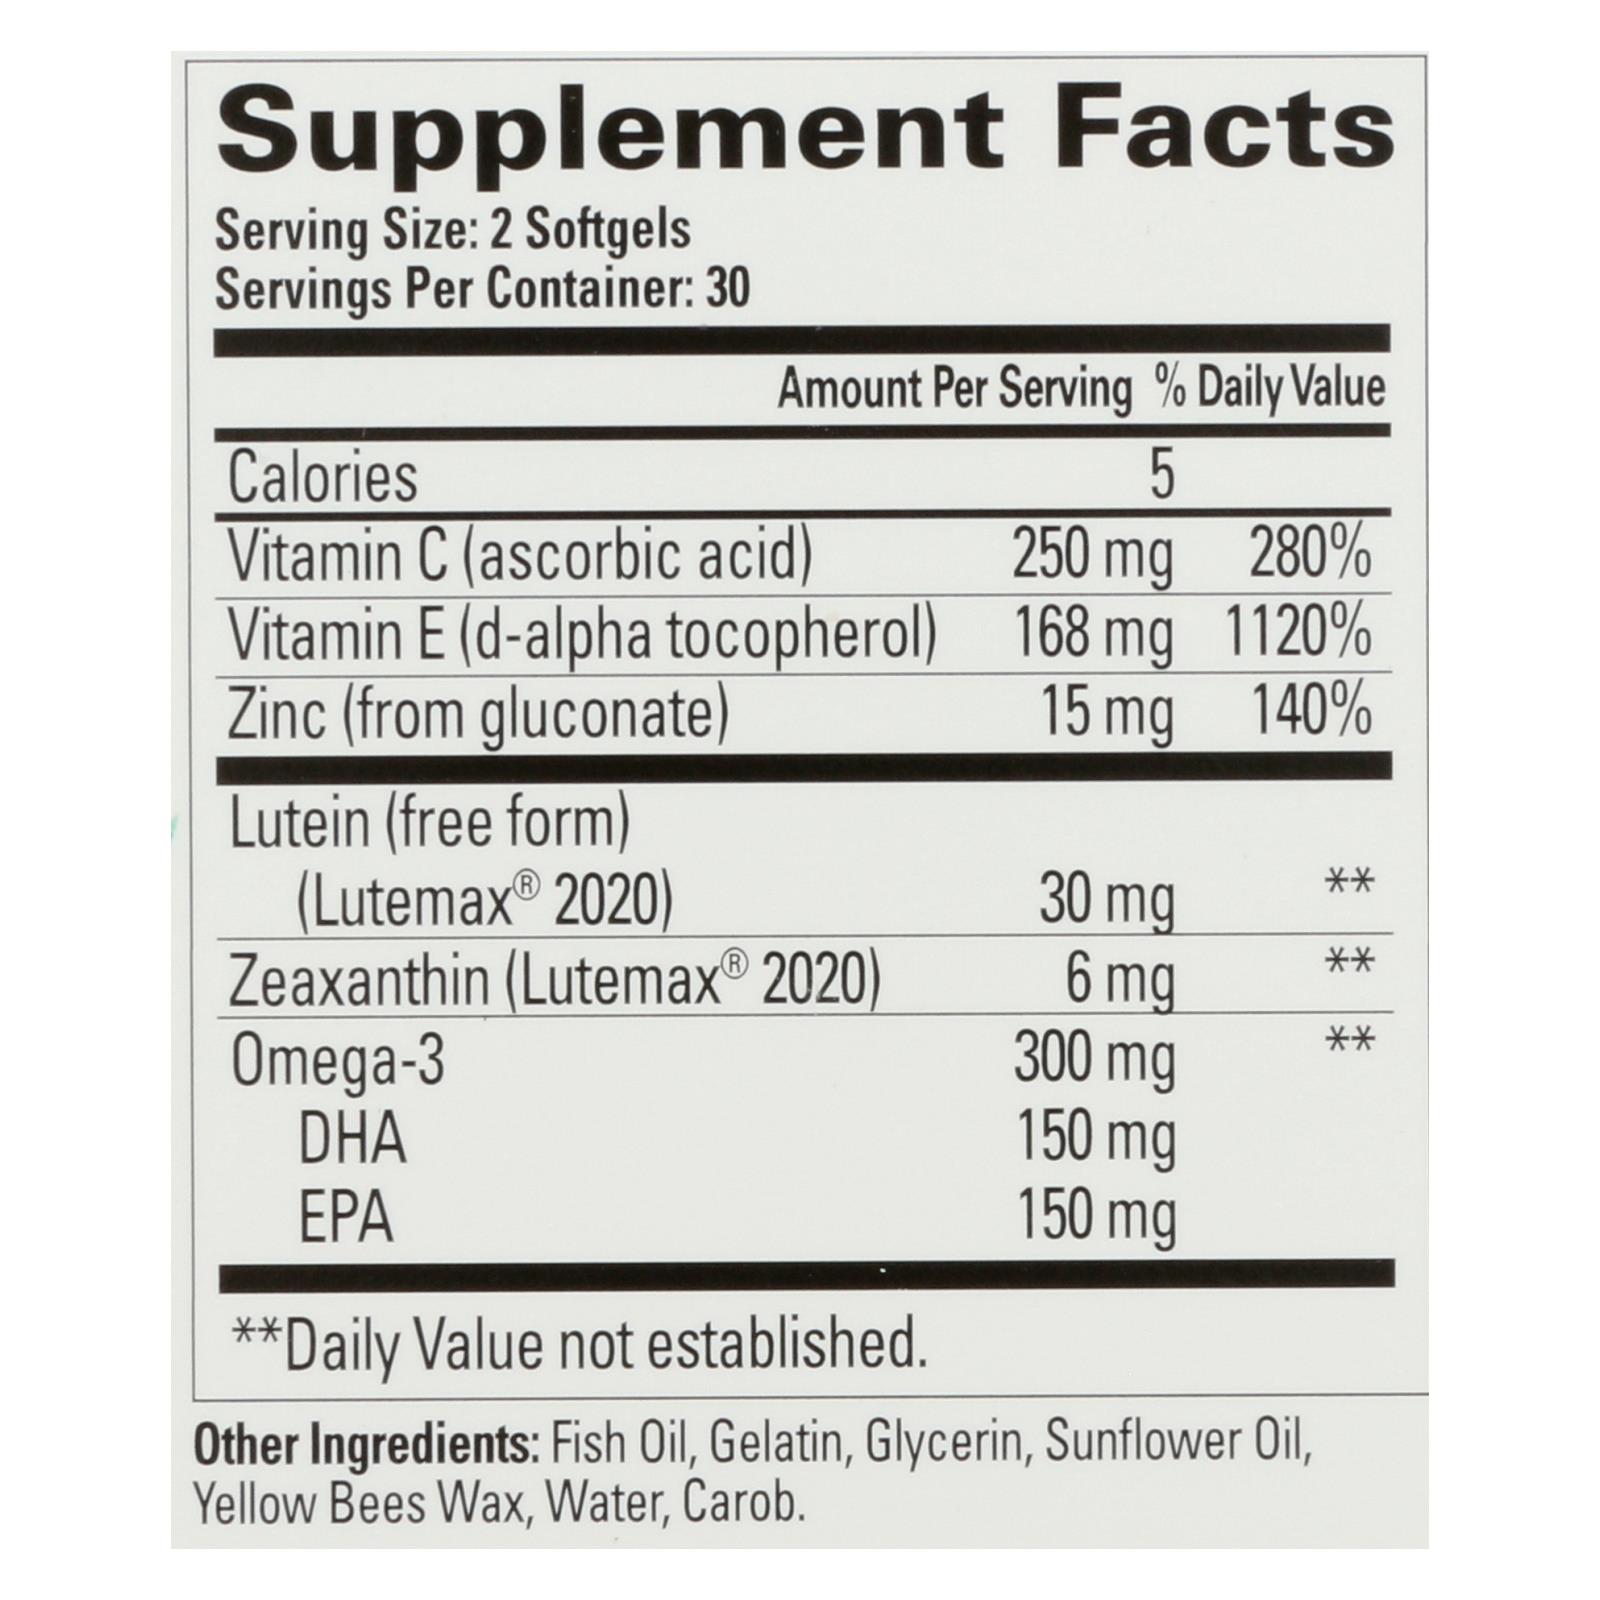 Supplement Facts
Serving Size: 2 Softgels
Servings Per Container: 30
Amount Per Serving % Daily Value
Calories 5
Vitamin C (ascorbic acid) 250 mg 280%
Vitamin E (d-alpha tocopherol) 168 mg 1120%
Zinc (from gluconate) 15 mg 140%
Lutein (free form)
(Lutemax® 2020) 30 mg **
Zeaxanthin (Lutemax® 2020) 6 mg **
Omega-3 300 mg **
DHA 150 mg
EPA 150 mg
**Daily Value not established.
Other Ingredients: Fish Oil, Gelatin, Glycerin, Sunflower Oil,
Yellow Bees Wax, Water, Carob.